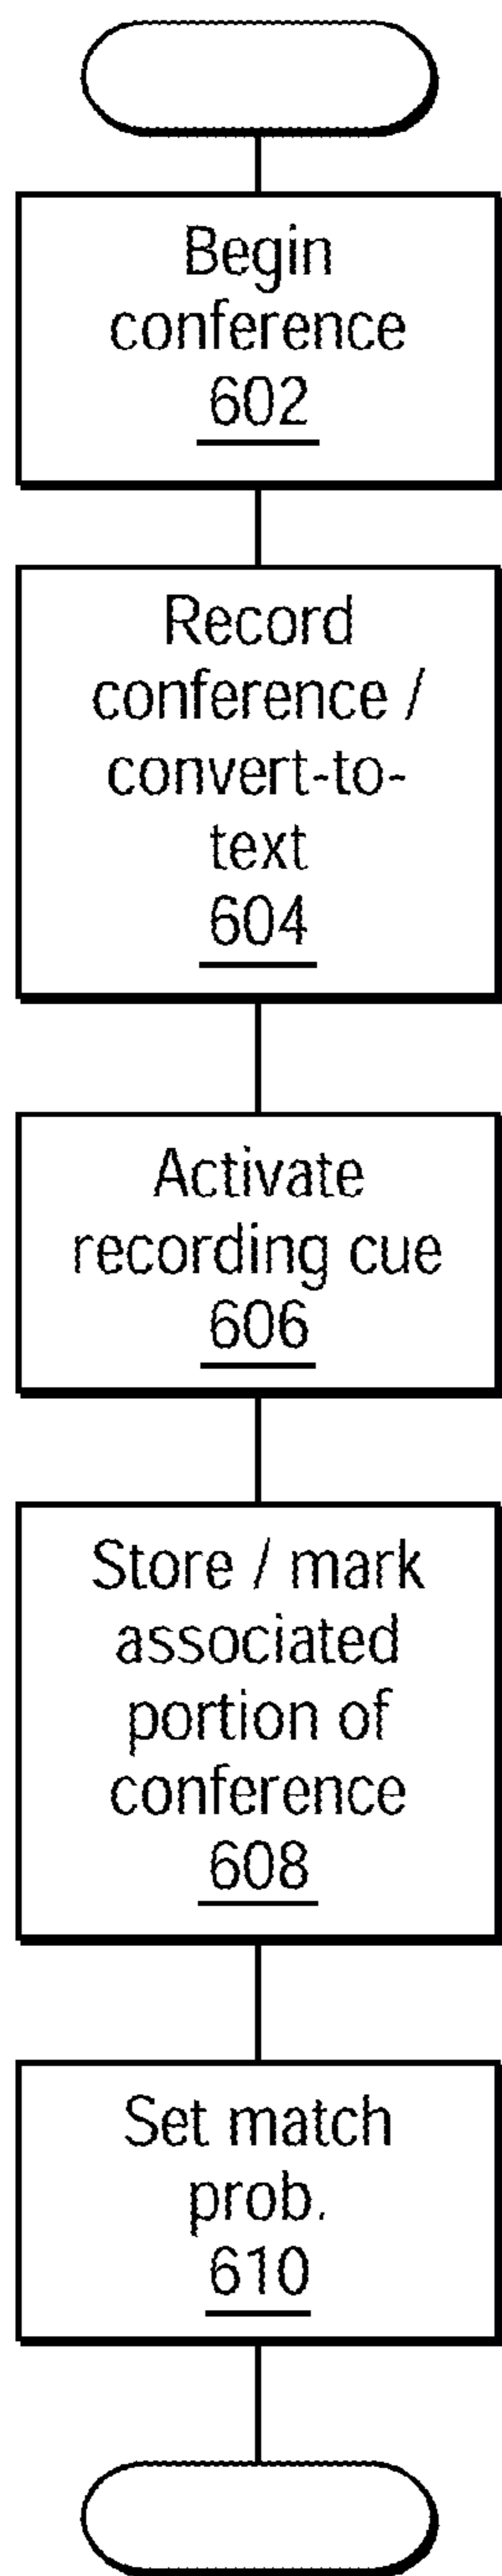 Begin
conference
602
Record
conference /
convert-to-
text
604
Activate
recording cue
606
Store / mark
associated
portion of
conference
608
Set match
prob.
610